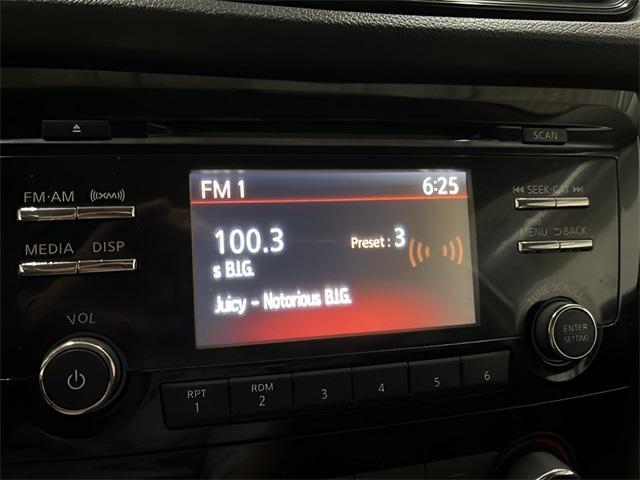 SCAN
FM·AM
((XM))
MEDIA
DISP
VOL
FM 1
6:25
100.3
Preset : 3
s B.I.G.
Juicy - Notorious B.I.G.
SEEK·CAT
MENU
BACK
TUNE·SCROLL
ENTER
SETTING
RPT
1
RDM
2
3
4
5
6